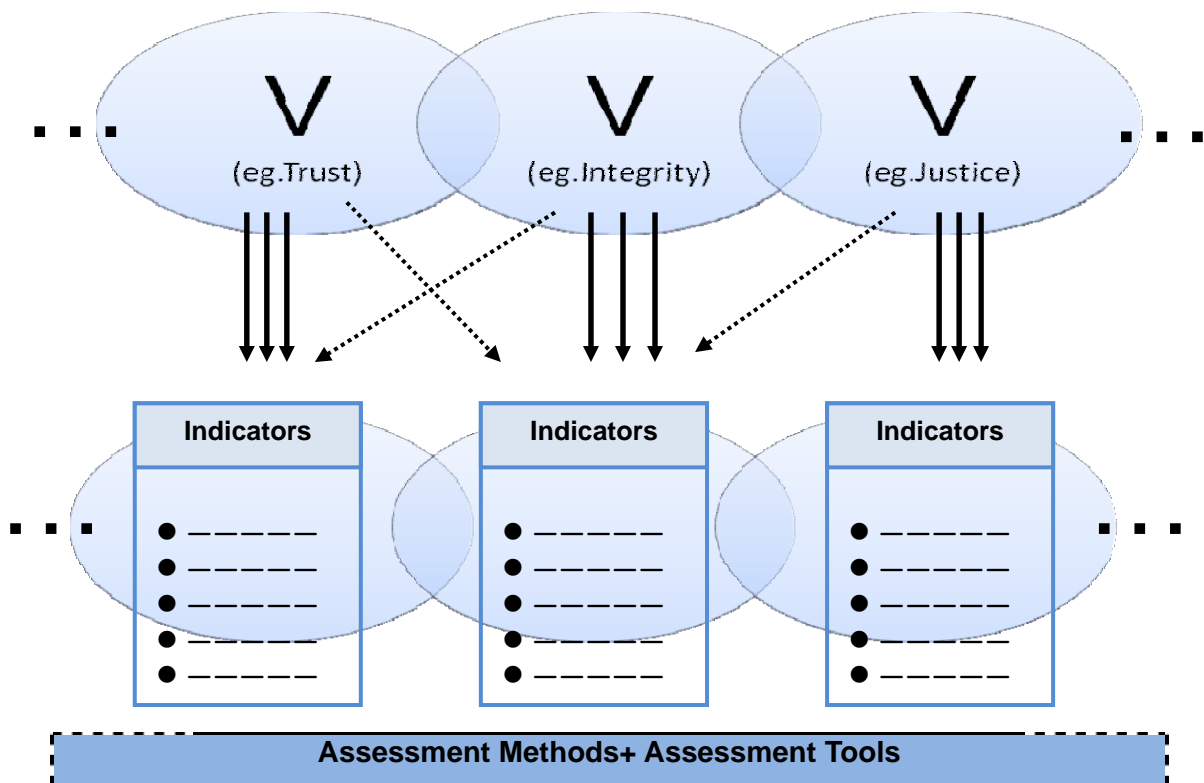 V V V
... ...
(eg.Trust) (eg.Integrity) (eg.Justice)
Indicators Indicators Indicators
... ...
Assessment Methods+ Assessment Tools